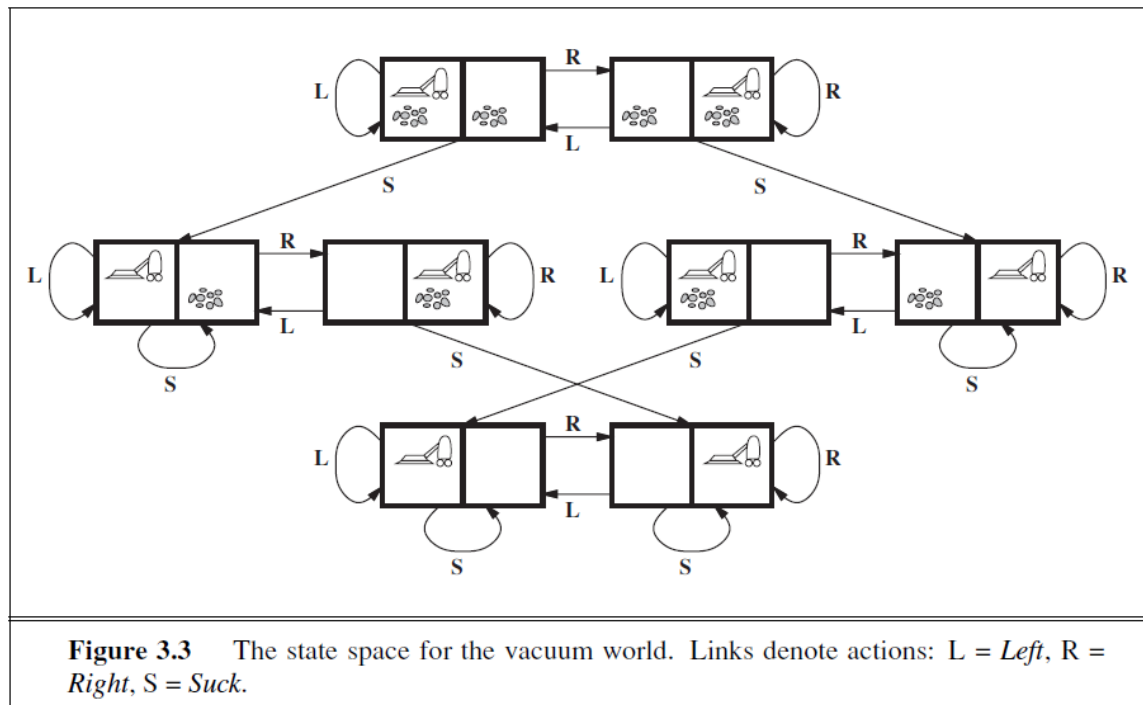 R
L
R
L
S
S
R
R
L
R
L
R
L
L
S
S
S
S
R
L
R
L
S
S
Figure 3.3 The state space for the vacuum world. Links denote actions: L = Left, R =
Right, S = Suck.